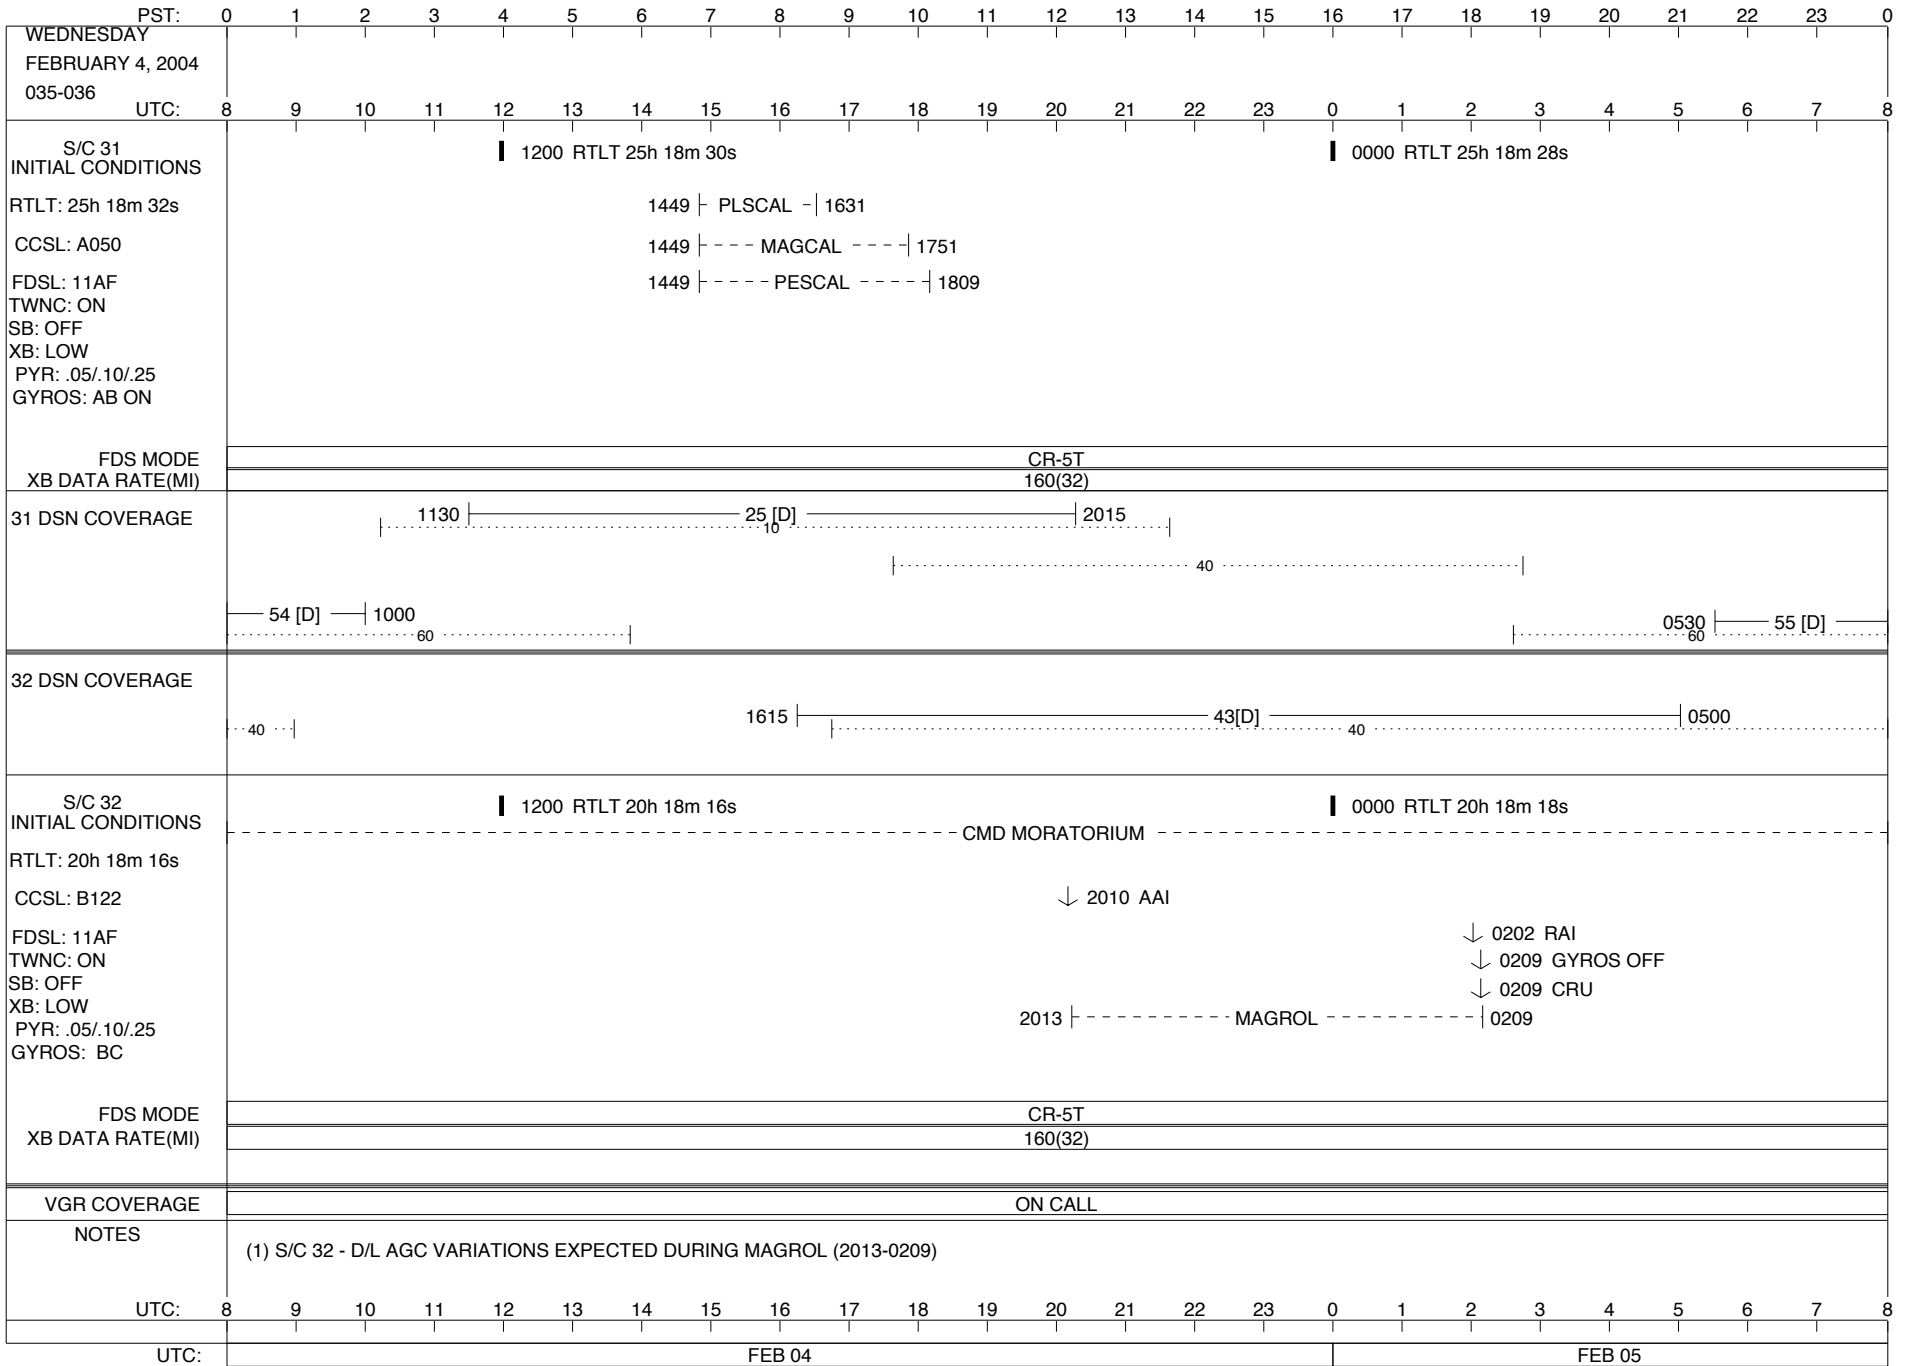 PST: 0 1 2 3 4 5 6 7 8 9 10 11 12 13 14 15 16 17 18 19 20 21 22 23 0
WEDNESDAY
FEBRUARY 4, 2004
035-036
UTC: 8 9 10 11 12 13 14 15 16 17 18 19 20 21 22 23 0 1 2 3 4 5 6 7 8
S/C 31
INITIAL CONDITIONS
1200 RTLT 25h 18m 30s
0000 RTLT 25h 18m 28s
RTLT: 25h 18m 32s
1449 PLSCAL 1631
CCSL: A050
1449 MAGCAL 1751
FDSL: 11AF
1449 PESCAL 1809
TWNC: ON
SB: OFF
XB: LOW
PYR: .05/.10/.25
GYROS: AB ON
FDS MODE
CR-5T
XB DATA RATE(MI)
160(32)
31 DSN COVERAGE
1130 25 [D] 2015
10
40
54 [D] 1000
0530 55 [D]
60
60
32 DSN COVERAGE
1615 43[D] 0500
40
40
S/C 32
INITIAL CONDITIONS
1200 RTLT 20h 18m 16s
0000 RTLT 20h 18m 18s
CMD MORATORIUM
RTLT: 20h 18m 16s
CCSL: B122
2010 AAI
FDSL: 11AF
0202 RAI
TWNC: ON
0209 GYROS OFF
SB: OFF
0209 CRU
XB: LOW
2013 MAGROL 0209
PYR: .05/.10/.25
GYROS: BC
FDS MODE
CR-5T
XB DATA RATE(MI)
160(32)
VGR COVERAGE
ON CALL
NOTES
(1) S/C 32 - D/L AGC VARIATIONS EXPECTED DURING MAGROL (2013-0209)
UTC: 8 9 10 11 12 13 14 15 16 17 18 19 20 21 22 23 0 1 2 3 4 5 6 7 8
UTC: FEB 04 FEB 05